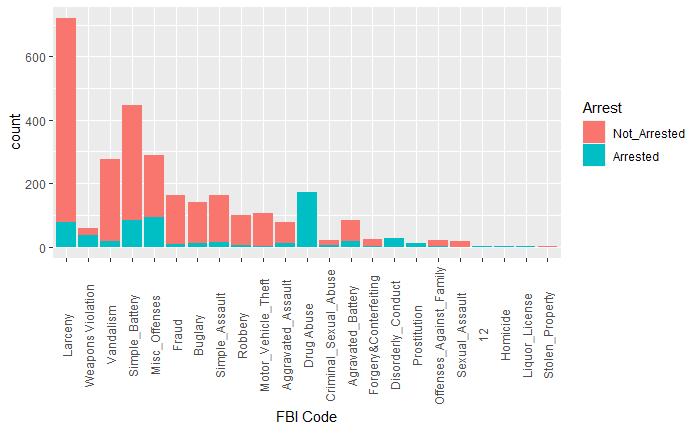 600
400
200
0
count
Larceny
Weapons Violation
Vandalism
Simple_Battery
Misc_Offenses
Fraud
Buglary
Simple_Assault
Robbery
Motor_Vehicle_Theft
Aggravated_Assault
Drug Abuse
Criminal_Sexual_Abuse
Agravated_Battery
Forgery&Conterfeiting
Disorderly_Conduct
Prostitution
Offenses_Against_Family
Sexual_Assault
12
Homicide
Liquor_License
Stolen_Property
FBI Code
Arrest
Not_Arrested
Arrested